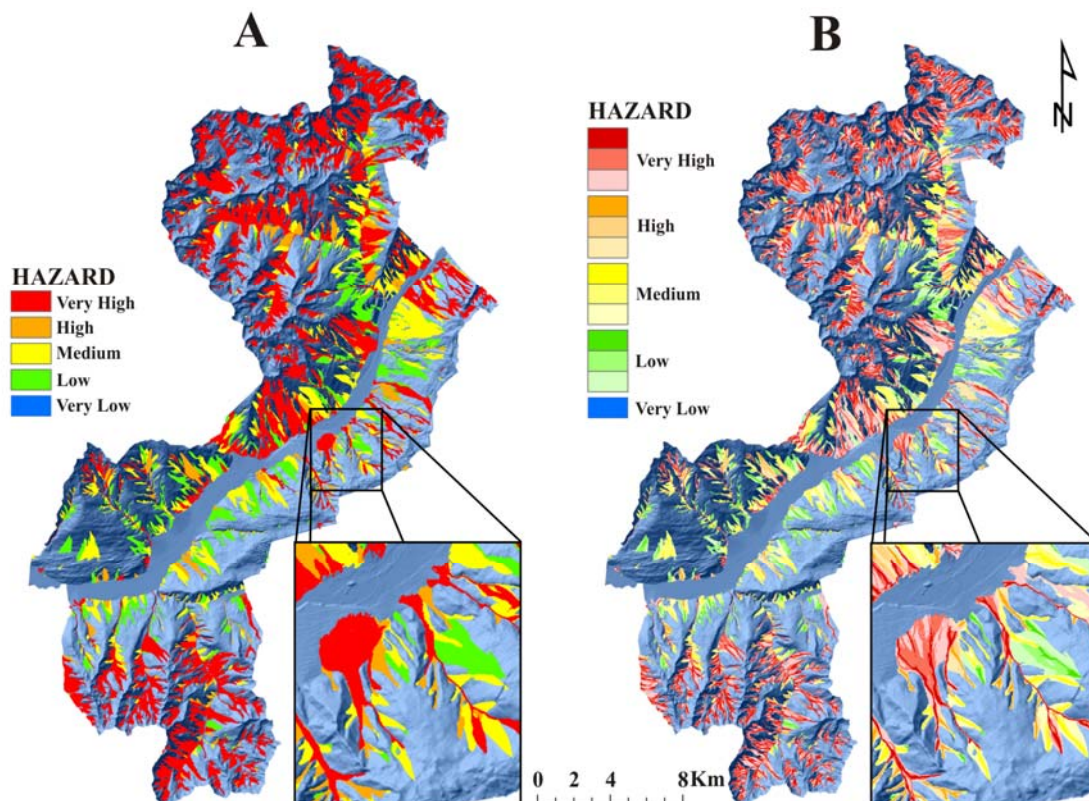 A
B
N
HAZARD
Very High
High
Medium
Low
Very Low
HAZARD
Very High
High
Medium
Low
Very Low
0 2 4 8Km